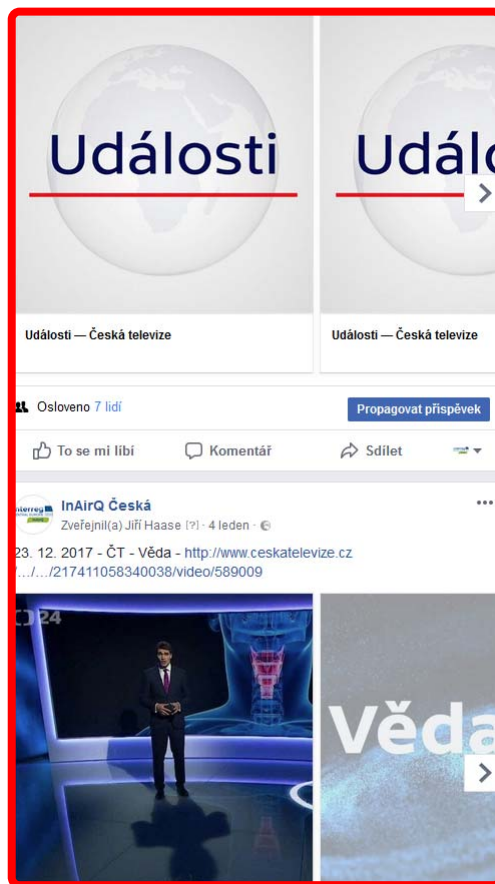 Události
Událo
Události — Česká televize
Události — Česká televize
Osloveno 7 lidí
Propagovat příspěvek
To se mi líbí
Komentář
Sdílet
InAirQ Česká
Zveřejnil(a) Jiří Haase [?] · 4 leden ·
23. 12. 2017 - ČT - Věda - http://www.ceskatelevize.cz
/…/…/217411058340038/video/589009
24
Věda